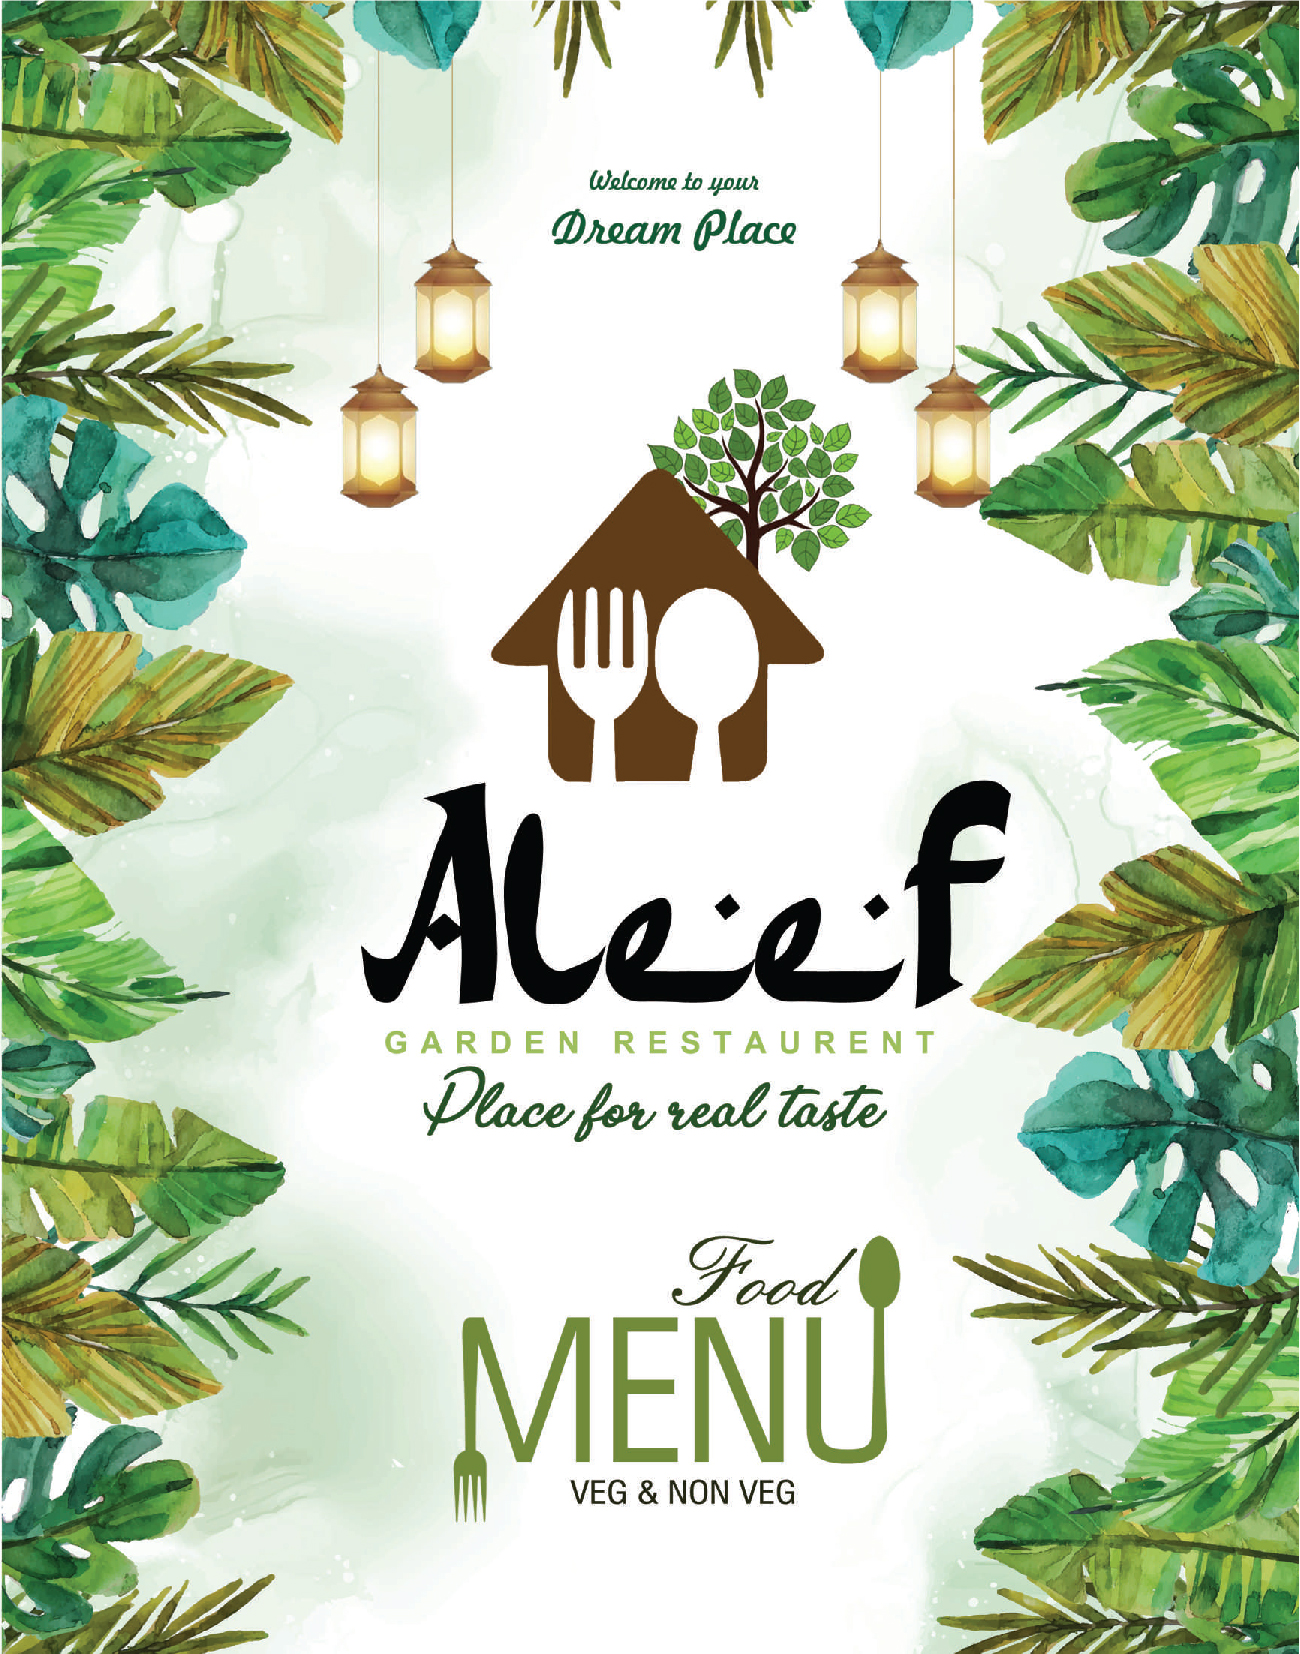 Welcome to your
Dream Place
Aleef
GARDEN RESTAURENT
Place for real taste
Food
MENU
VEG & NON VEG